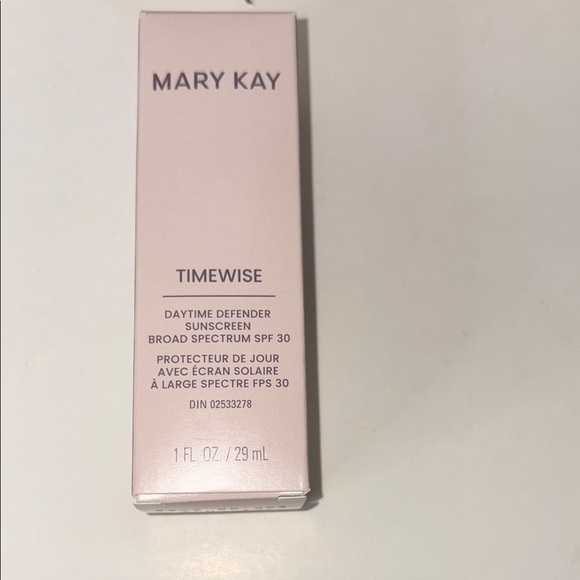 MARY KAY
TIMEWISE
DAYTIME DEFENDER
SUNSCREEN
BROAD SPECTRUM SPF 30
PROTECTEUR DE JOUR
AVEC ÉCRAN SOLAIRE
À LARGE SPECTRE FPS 30
DIN 02533278
1 FL. OZ. / 29 mL